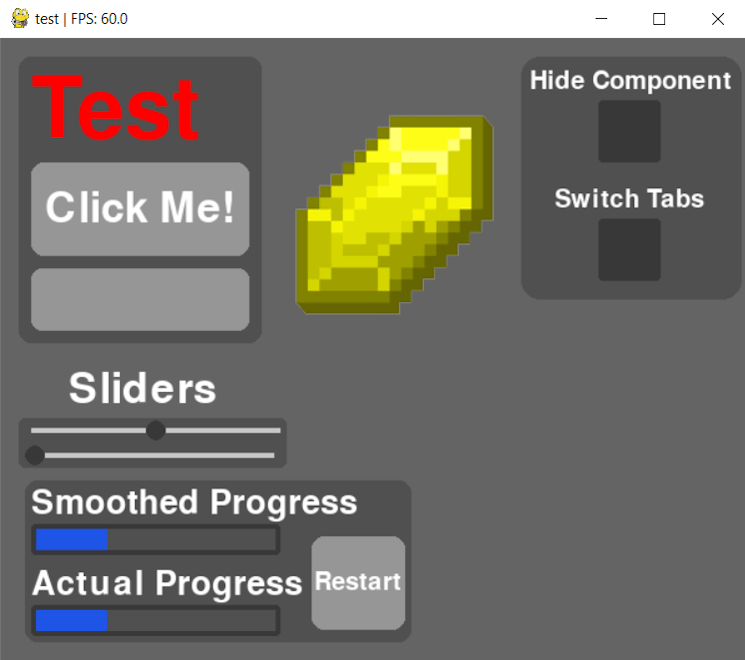 test | FPS: 60.0
Test
Click Me!
Hide Component
Switch Tabs
Sliders
Smoothed Progress
Actual Progress
Restart